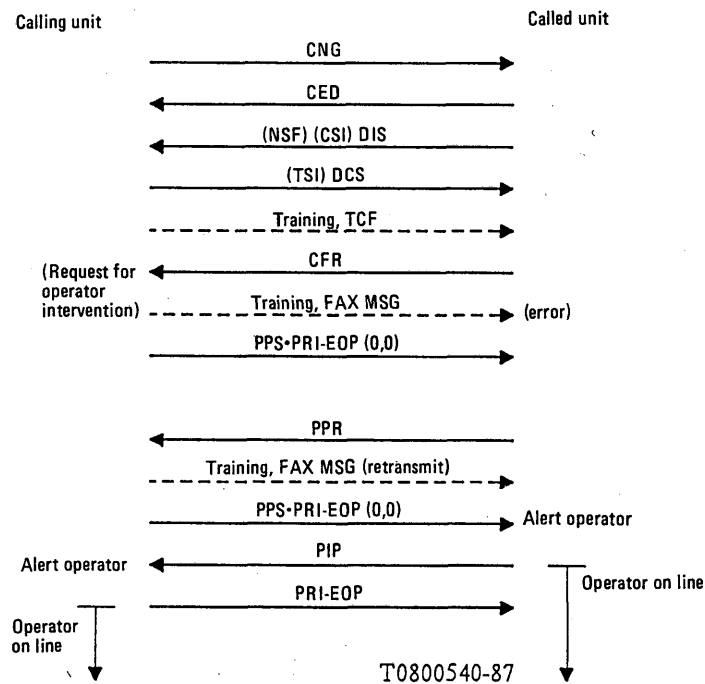 Calling unit
Called unit
CNG
CED
(NSF) (CSI) DIS
(TSI) DCS
Training, TCF
CFR
(Request for
operator
intervention)
Training, FAX MSG
(error)
PPS•PRI-EOP (0,0)
PPR
Training, FAX MSG (retransmit)
PPS•PRI-EOP (0,0)
Alert operator
PIP
Alert operator
Operator on line
PRI-EOP
Operator
on line
T0800540-87